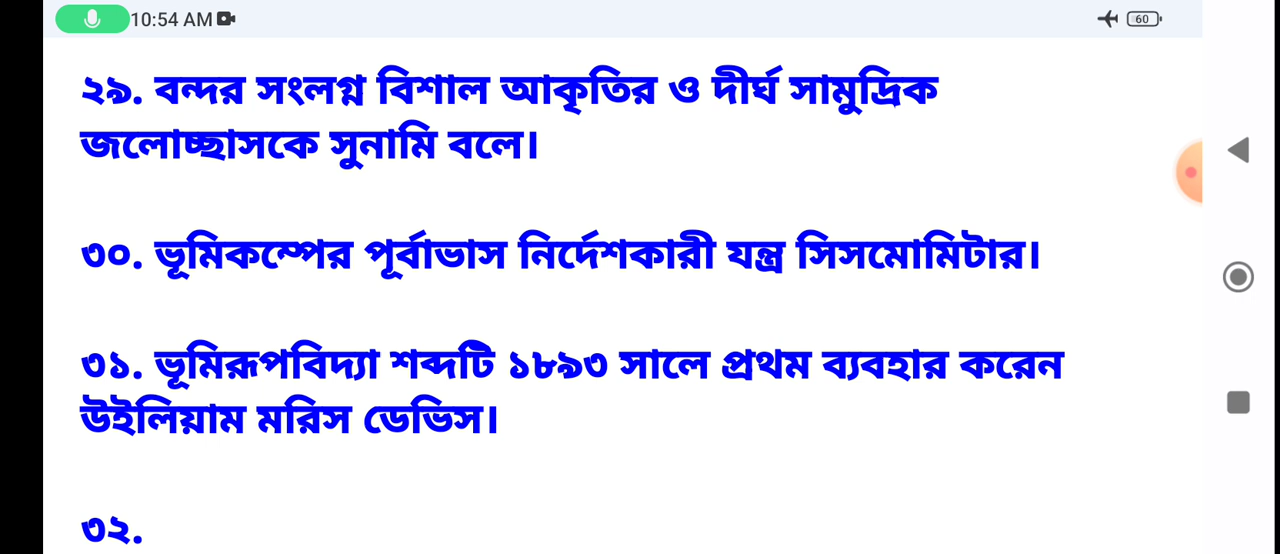 10:54 AM
60
২৯. বন্দর সংলগ্ন বিশাল আকৃতির ও দীর্ঘ সামুদ্রিক
জলোচ্ছাসকে সুনামি বলে।
৩০. ভূমিকম্পের পূর্বাভাস নির্দেশকারী যন্ত্র সিসমোমিটার।
৩১. ভূমিরূপবিদ্যা শব্দটি ১৮৯৩ সালে প্রথম ব্যবহার করেন
উইলিয়াম মরিস ডেভিস।
৩২.